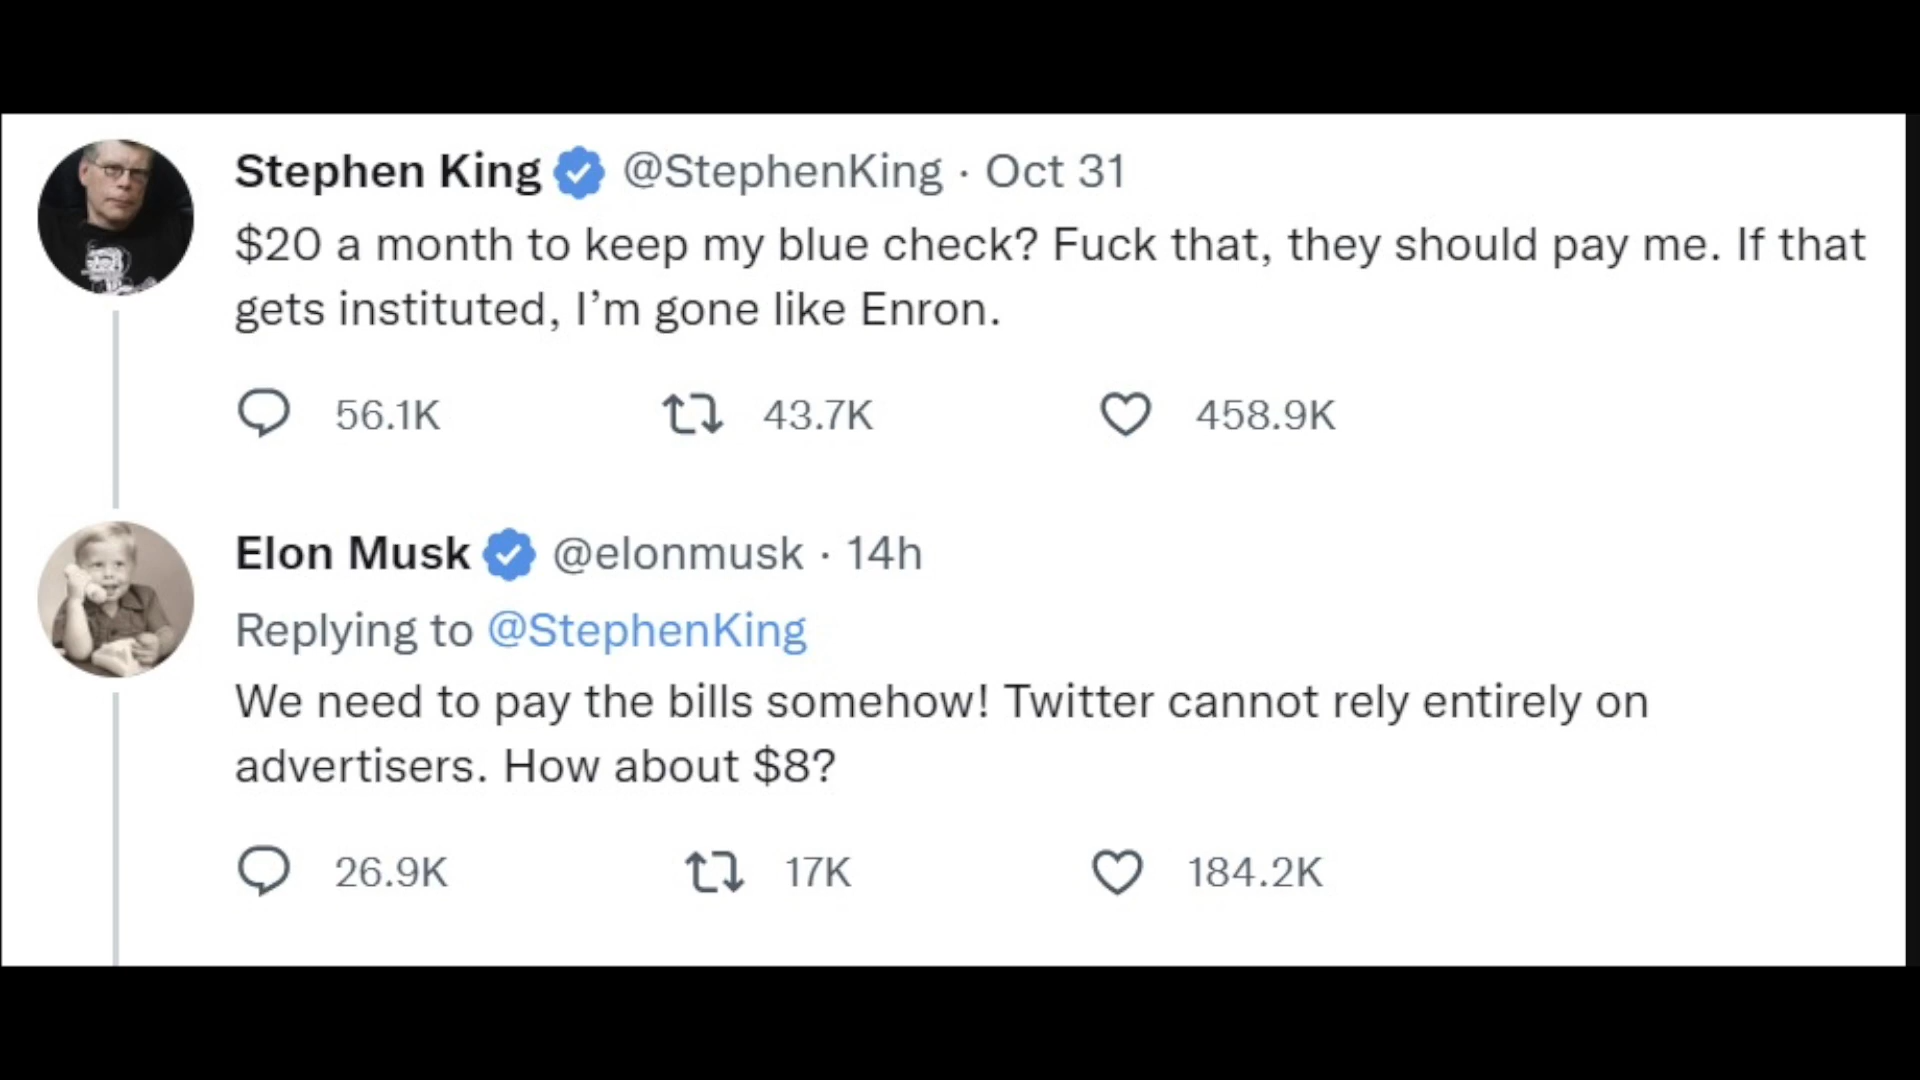 Stephen King @StephenKing · Oct 31
$20 a month to keep my blue check? Fuck that, they should pay me. If that
gets instituted, I’m gone like Enron.
56.1K 43.7K 458.9K
Elon Musk @elonmusk · 14h
Replying to @StephenKing
We need to pay the bills somehow! Twitter cannot rely entirely on
advertisers. How about $8?
26.9K 17K 184.2K